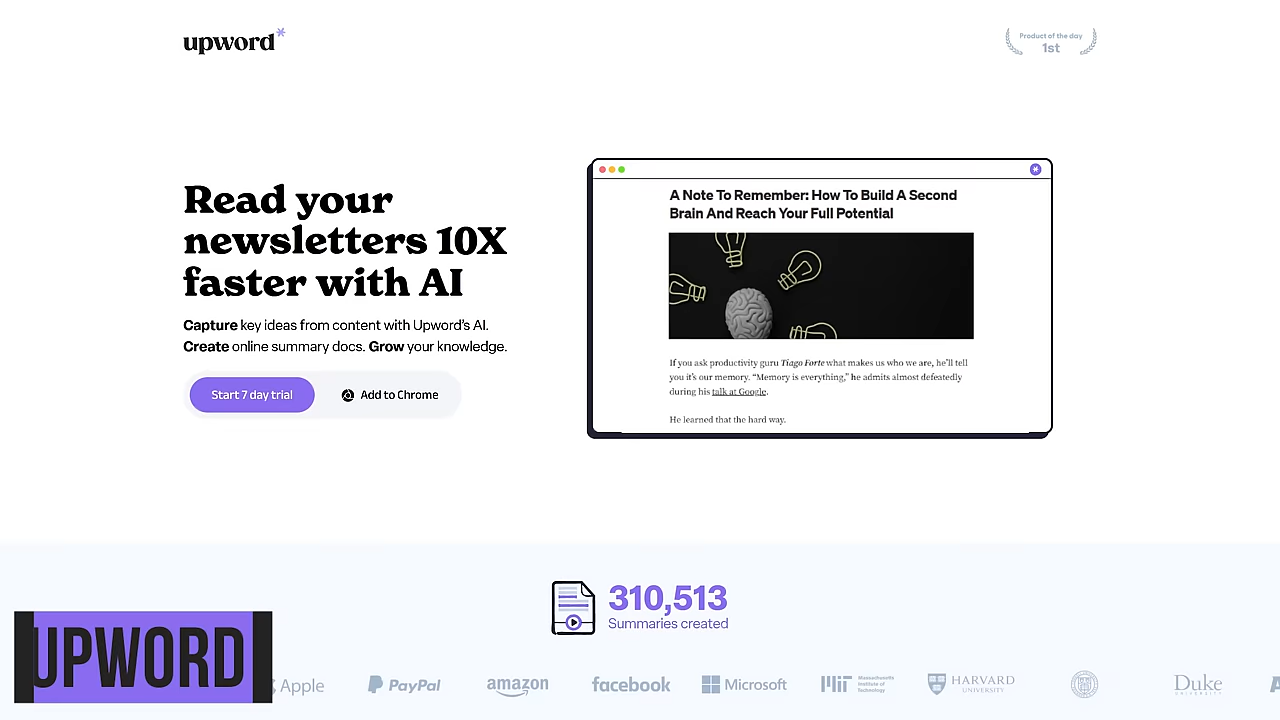 upword*
Product of the day
1st
Read your
newsletters 10X
faster with AI
Capture key ideas from content with Upword's AI.
Create online summary docs. Grow your knowledge.
Start 7 day trial
Add to Chrome
A Note To Remember: How To Build A Second
Brain And Reach Your Full Potential
If you ask productivity guru Tiago Forte what makes us who we are, he'll tell
you it's our memory. “Memory is everything,” he admits almost defeatedly
during his talk at Google.
He learned that the hard way.
310,513
Summaries created
UPWORD
Apple
PayPal
amazon
facebook
Microsoft
Massachusetts
Institute of
Technology
HARVARD
UNIVERSITY
Duke
UNIVERSITY